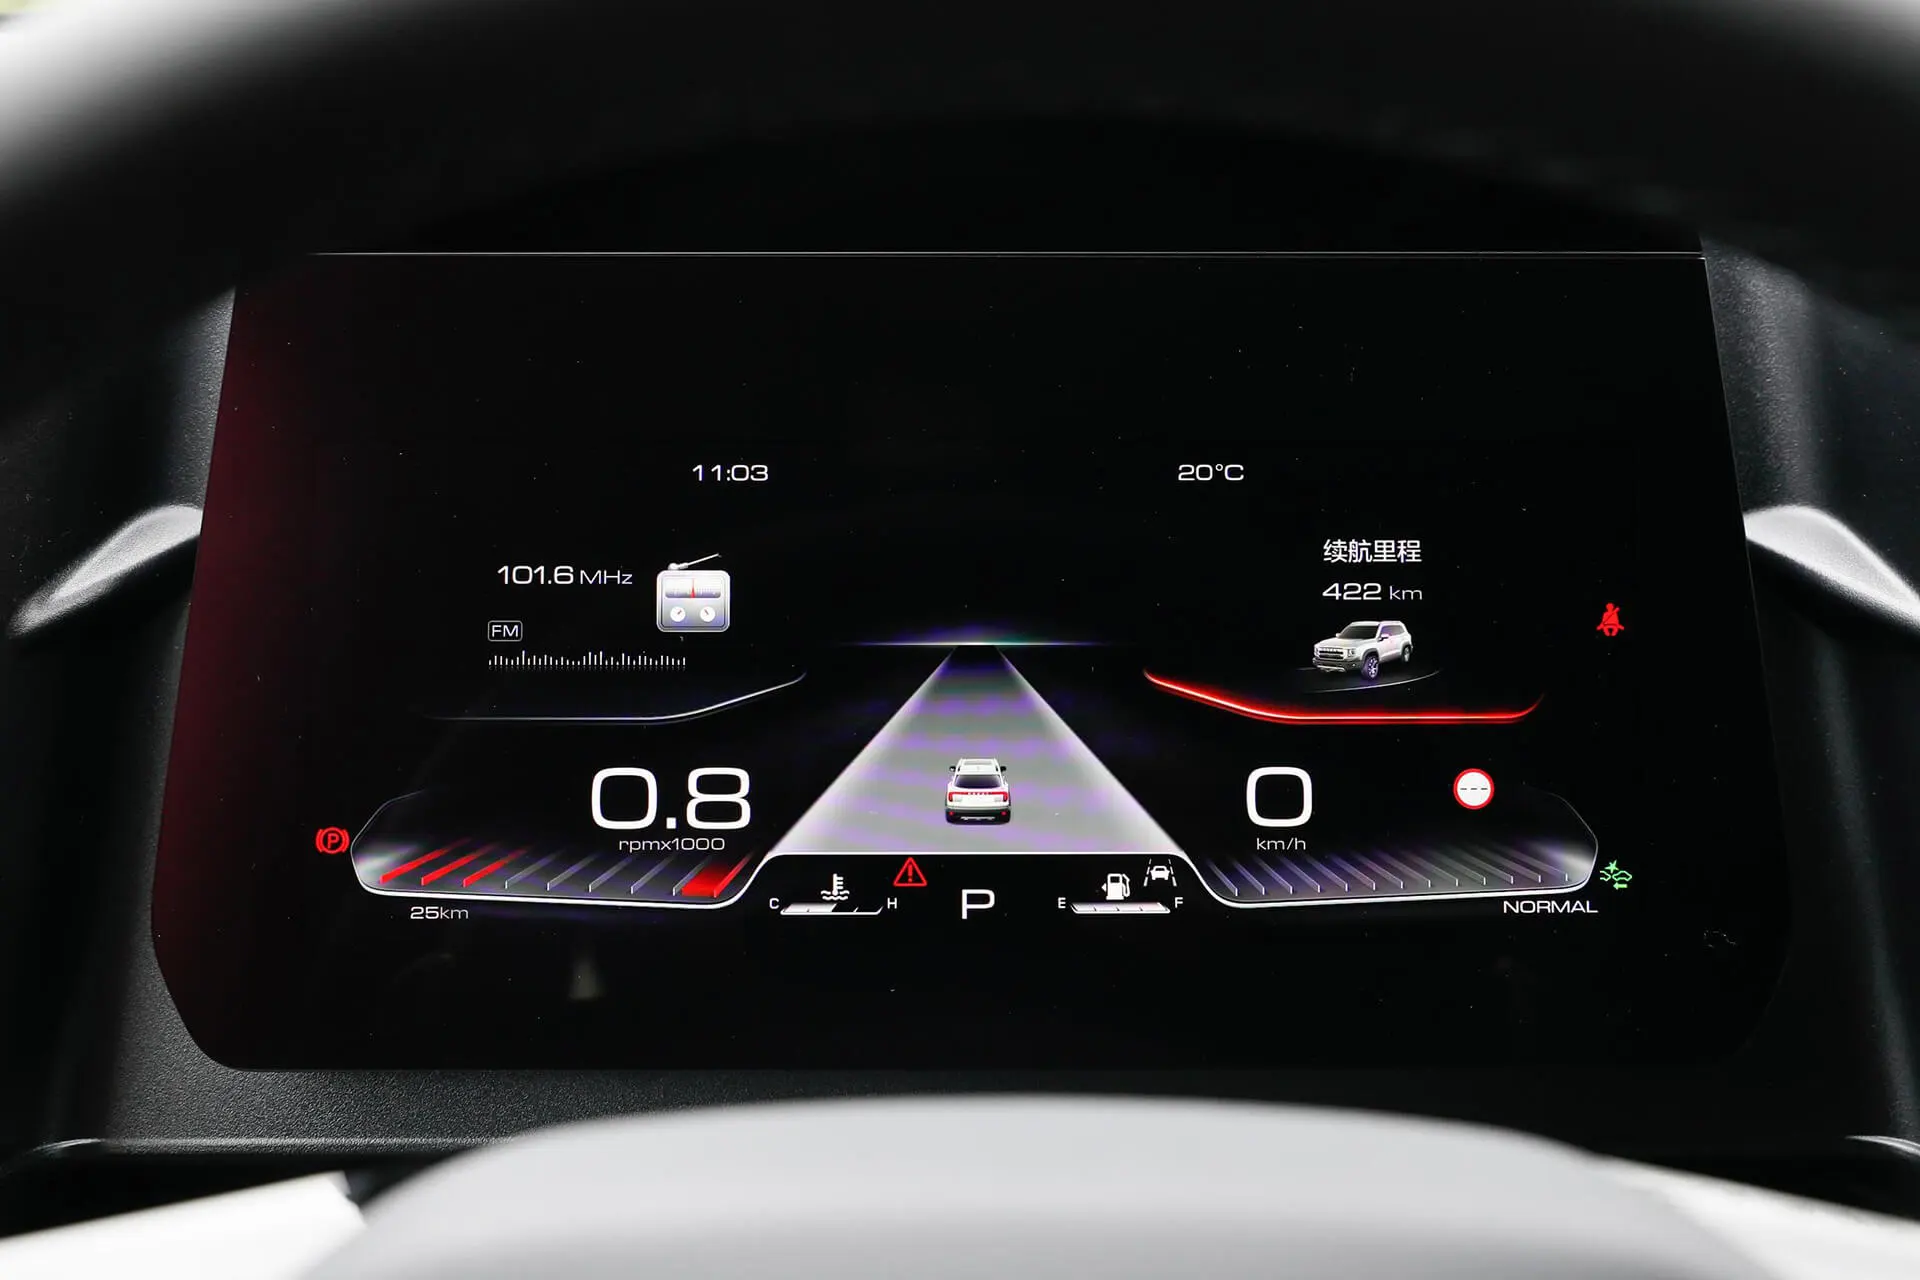 11:03
20°C
101.6 MHz
FM
续航里程
422 km
0.8
rpmx1000
0
km/h
---
C
H
P
E
F
25km
NORMAL